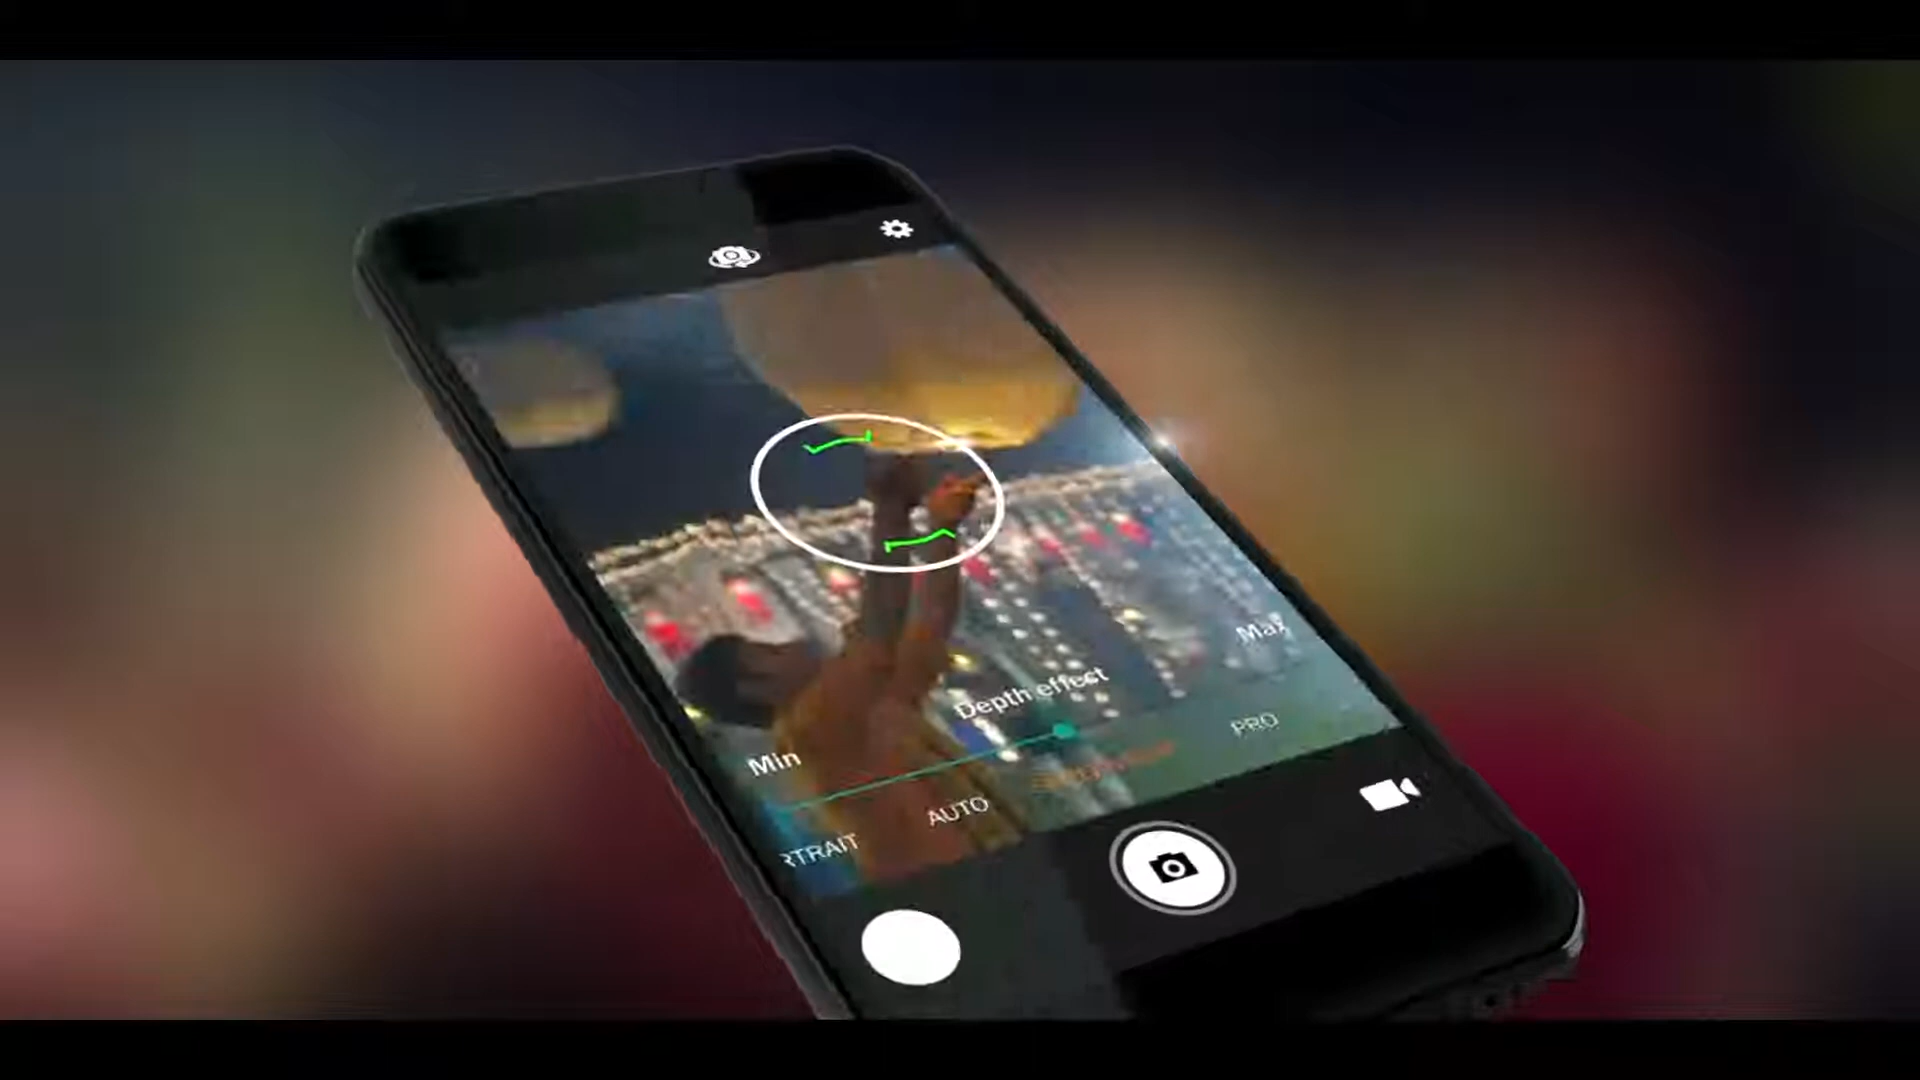 Max
Depth effect
Min
PRO
AUTO
RTRAIT